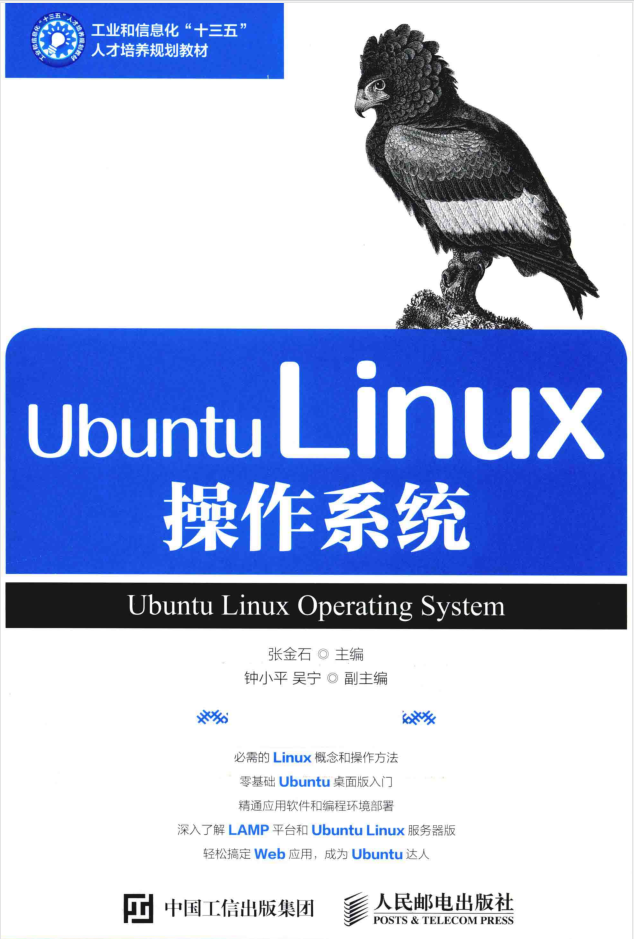 工业和信息化“十三五”
人才培养规划教材
Ubuntu Linux
操作系统
Ubuntu Linux Operating System
张金石 ◎ 主编
钟小平 吴宁 ◎ 副主编
必需的 Linux 概念和操作方法
零基础 Ubuntu 桌面版入门
精通应用软件和编程环境部署
深入了解 LAMP 平台和 Ubuntu Linux 服务器版
轻松搞定 Web 应用，成为 Ubuntu 达人
中国工信出版集团
人民邮电出版社
POSTS & TELECOM PRESS